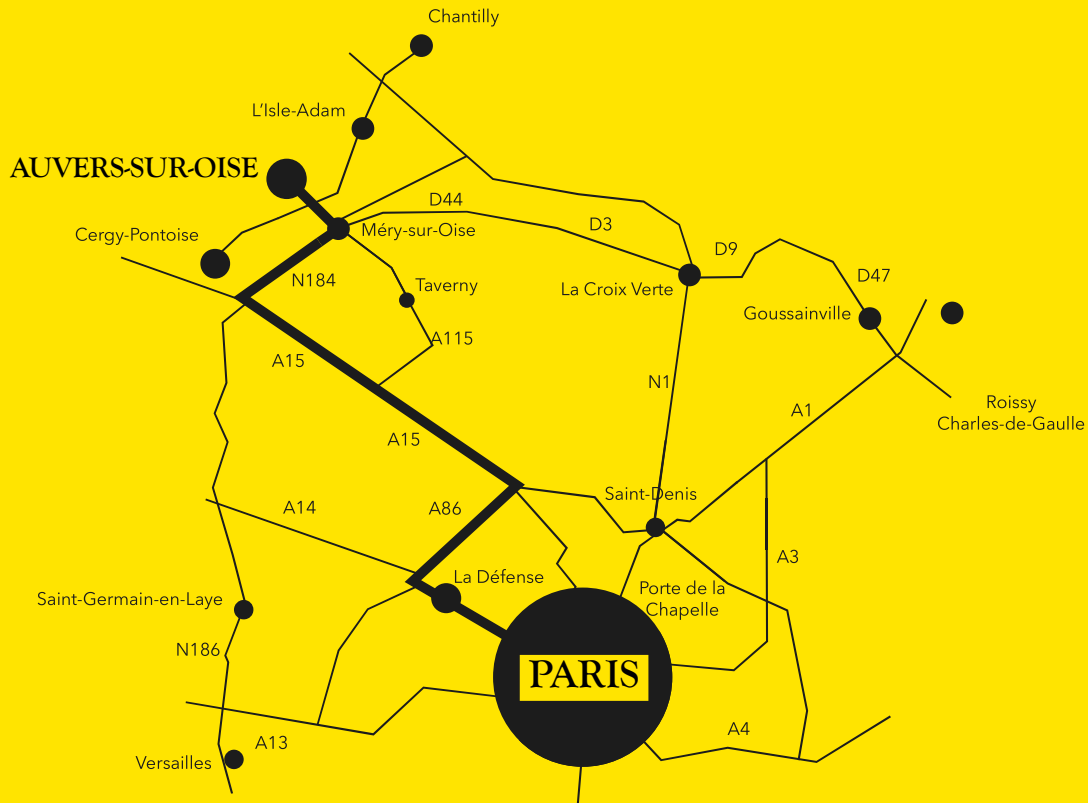 Chantilly
L'Isle-Adam
AUVERS-SUR-OISE
D44
D3
Cergy-Pontoise
Méry-sur-Oise
D9
D47
N184
Taverny
La Croix Verte
Goussainville
A115
A15
N1
Roissy
Charles-de-Gaulle
A1
A15
Saint-Denis
A14
A86
A3
La Défense
Porte de la
Chapelle
Saint-Germain-en-Laye
N186
PARIS
A4
A13
Versailles